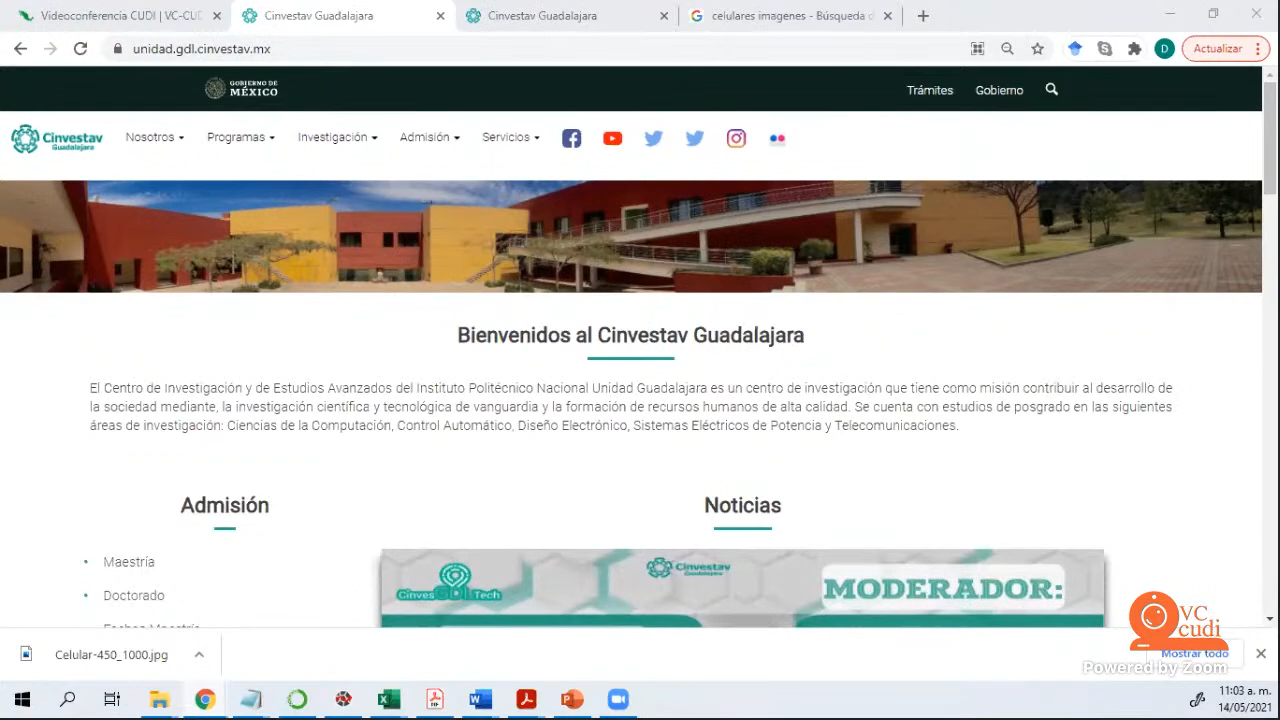 Videoconferencia CUDI | VC-CUD
Cinvestav Guadalajara
Cinvestav Guadalajara
celulares imagenes - Búsqueda d
unidad.gdl.cinvestav.mx
D
Actualizar
GOBIERNO DE
MÉXICO
Trámites
Gobierno
Cinvestav
Guadalajara
Nosotros
Programas
Investigación
Admisión
Servicios
Bienvenidos al Cinvestav Guadalajara
El Centro de Investigación y de Estudios Avanzados del Instituto Politécnico Nacional Unidad Guadalajara es un centro de investigación que tiene como misión contribuir al desarrollo de
la sociedad mediante, la investigación científica y tecnológica de vanguardia y la formación de recursos humanos de alta calidad. Se cuenta con estudios de posgrado en las siguientes
áreas de investigación: Ciencias de la Computación, Control Automático, Diseño Electrónico, Sistemas Eléctricos de Potencia y Telecomunicaciones.
Admisión
Noticias
• Maestría
• Doctorado
CinvesGDLTech
Cinvestav
Guadalajara
MODERADOR:
VC
cudi
Celular-450_1000.jpg
Mostrar todo
Powered by Zoom
11:03 a. m.
14/05/2021